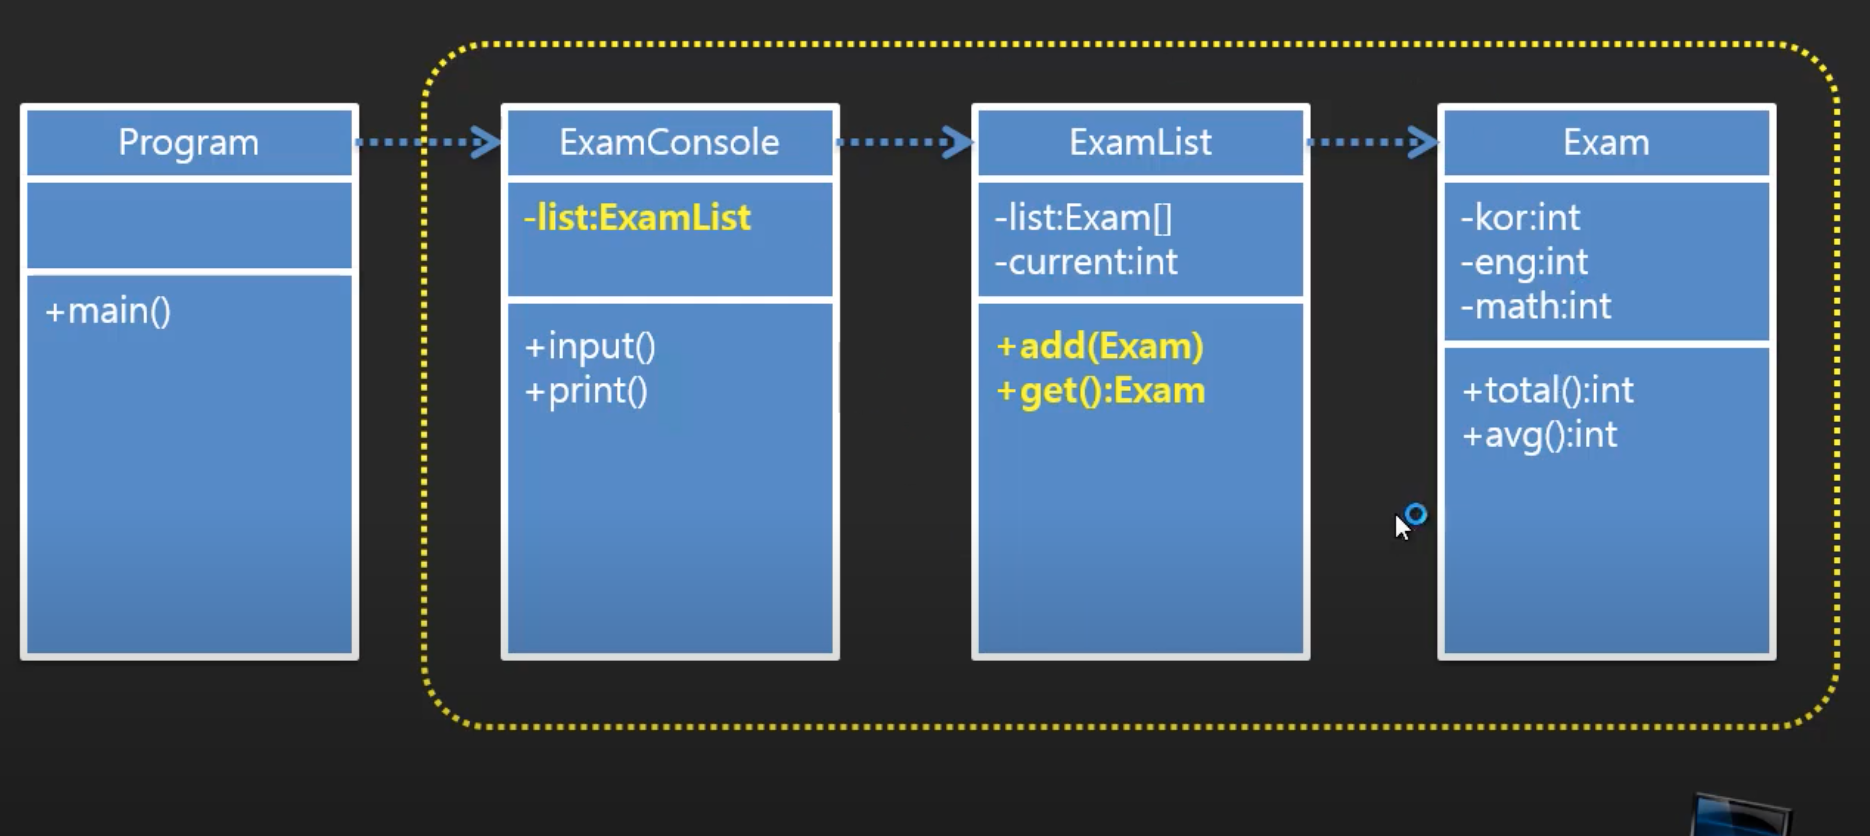 Program
+main()
ExamConsole
-list:ExamList
+input()
+print()
ExamList
-list:Exam[]
-current:int
+add(Exam)
+get():Exam
Exam
-kor:int
-eng:int
-math:int
+total():int
+avg():int